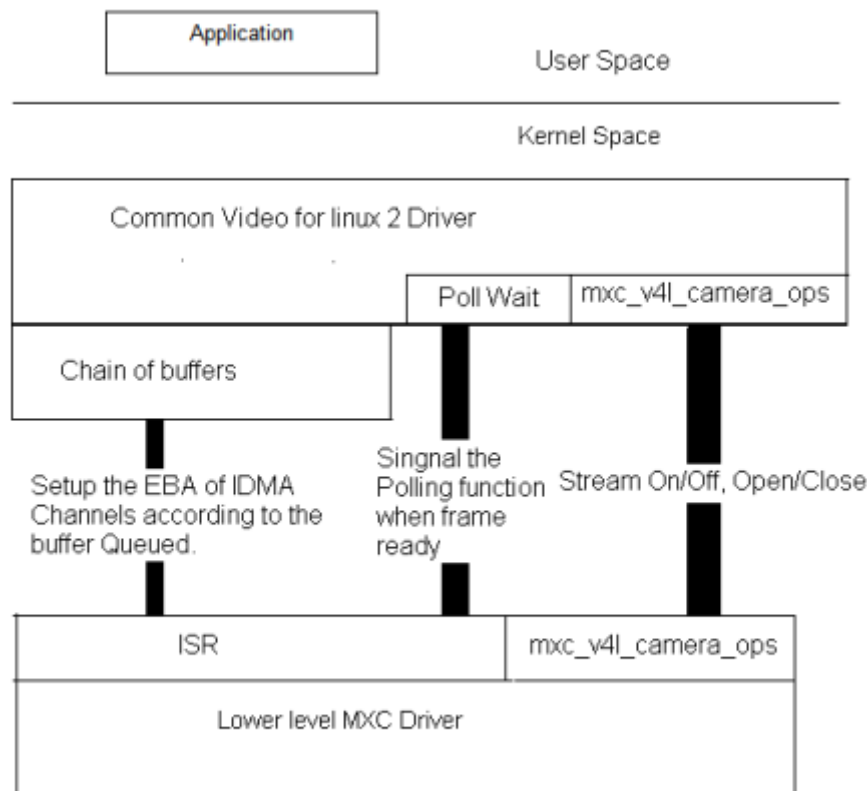 Application
User Space
Kernel Space
Common Video for linux 2 Driver
Poll Wait
mxc_v4l_camera_ops
Chain of buffers
Setup the EBA of IDMA
Channels according to the
buffer Queued.
Singnal the
Polling function
when frame
ready
Stream On/Off, Open/Close
ISR
mxc_v4l_camera_ops
Lower level MXC Driver